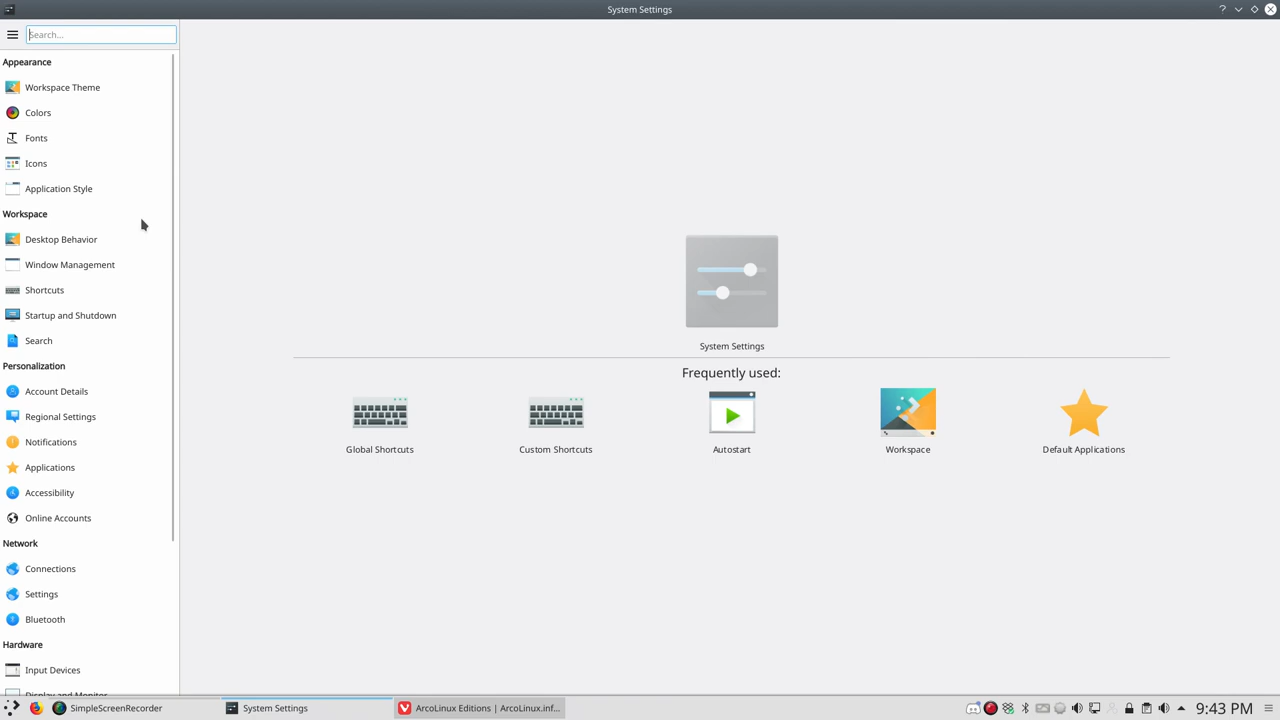 System Settings
Search...
Appearance
Workspace Theme
Colors
Fonts
Icons
Application Style
Workspace
Desktop Behavior
Window Management
Shortcuts
Startup and Shutdown
Search
Personalization
Account Details
Regional Settings
Notifications
Applications
Accessibility
Online Accounts
Network
Connections
Settings
Bluetooth
Hardware
Input Devices
Display and Monitor
System Settings
Frequently used:
Global Shortcuts
Custom Shortcuts
Autostart
Workspace
Default Applications
SimpleScreenRecorder
System Settings
ArcoLinux Editions | ArcoLinux.inf...
9:43 PM